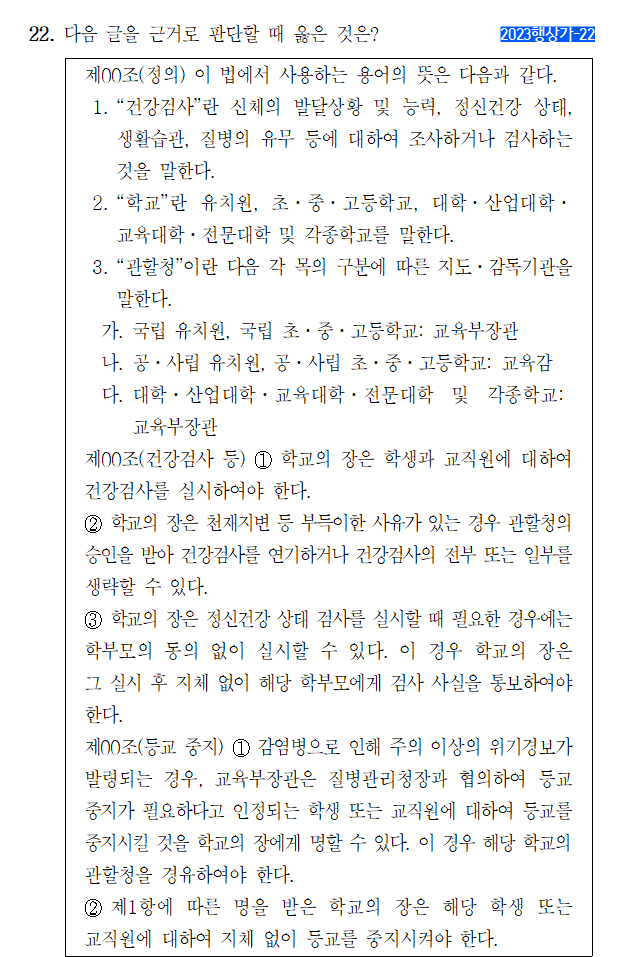 22. 다음 글을 근거로 판단할 때 옳은 것은? 2023행상가-22
제00조(정의) 이 법에서 사용하는 용어의 뜻은 다음과 같다.
1. “건강검사”란 신체의 발달상황 및 능력, 정신건강 상태,
생활습관, 질병의 유무 등에 대하여 조사하거나 검사하는
것을 말한다.
2. “학교”란 유치원, 초·중·고등학교, 대학·산업대학·
교육대학·전문대학 및 각종학교를 말한다.
3. “관할청”이란 다음 각 목의 구분에 따른 지도·감독기관을
말한다.
가. 국립 유치원, 국립 초·중·고등학교: 교육부장관
나. 공·사립 유치원, 공·사립 초·중·고등학교: 교육감
다. 대학·산업대학·교육대학·전문대학 및 각종학교:
교육부장관
제00조(건강검사 등) ① 학교의 장은 학생과 교직원에 대하여
건강검사를 실시하여야 한다.
② 학교의 장은 천재지변 등 부득이한 사유가 있는 경우 관할청의
승인을 받아 건강검사를 연기하거나 건강검사의 전부 또는 일부를
생략할 수 있다.
③ 학교의 장은 정신건강 상태 검사를 실시할 때 필요한 경우에는
학부모의 동의 없이 실시할 수 있다. 이 경우 학교의 장은
그 실시 후 지체 없이 해당 학부모에게 검사 사실을 통보하여야
한다.
제00조(등교 중지) ① 감염병으로 인해 주의 이상의 위기경보가
발령되는 경우, 교육부장관은 질병관리청장과 협의하여 등교
중지가 필요하다고 인정되는 학생 또는 교직원에 대하여 등교를
중지시킬 것을 학교의 장에게 명할 수 있다. 이 경우 해당 학교의
관할청을 경유하여야 한다.
② 제1항에 따른 명을 받은 학교의 장은 해당 학생 또는
교직원에 대하여 지체 없이 등교를 중지시켜야 한다.